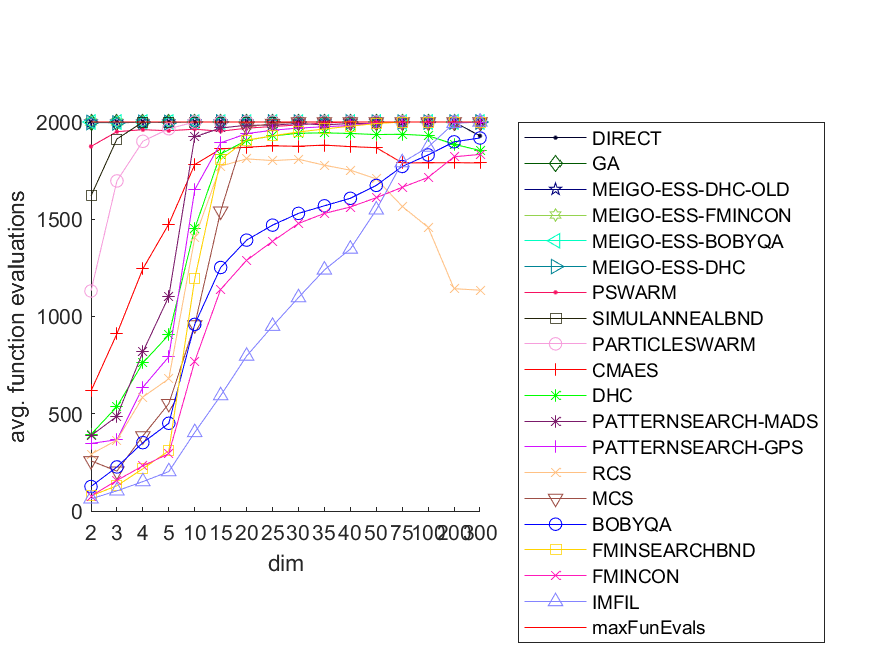 avg. function evaluations
2000
1500
1000
500
0
2 3 4 5 10 15 20 25 30 35 40 50 75 100 200 300
dim
DIRECT
GA
MEIGO-ESS-DHC-OLD
MEIGO-ESS-FMINCON
MEIGO-ESS-BOBYQA
MEIGO-ESS-DHC
PSWARM
SIMULANNEALBND
PARTICLESWARM
CMAES
DHC
PATTERNSEARCH-MADS
PATTERNSEARCH-GPS
RCS
MCS
BOBYQA
FMINSEARCHBND
FMINCON
IMFIL
maxFunEvals